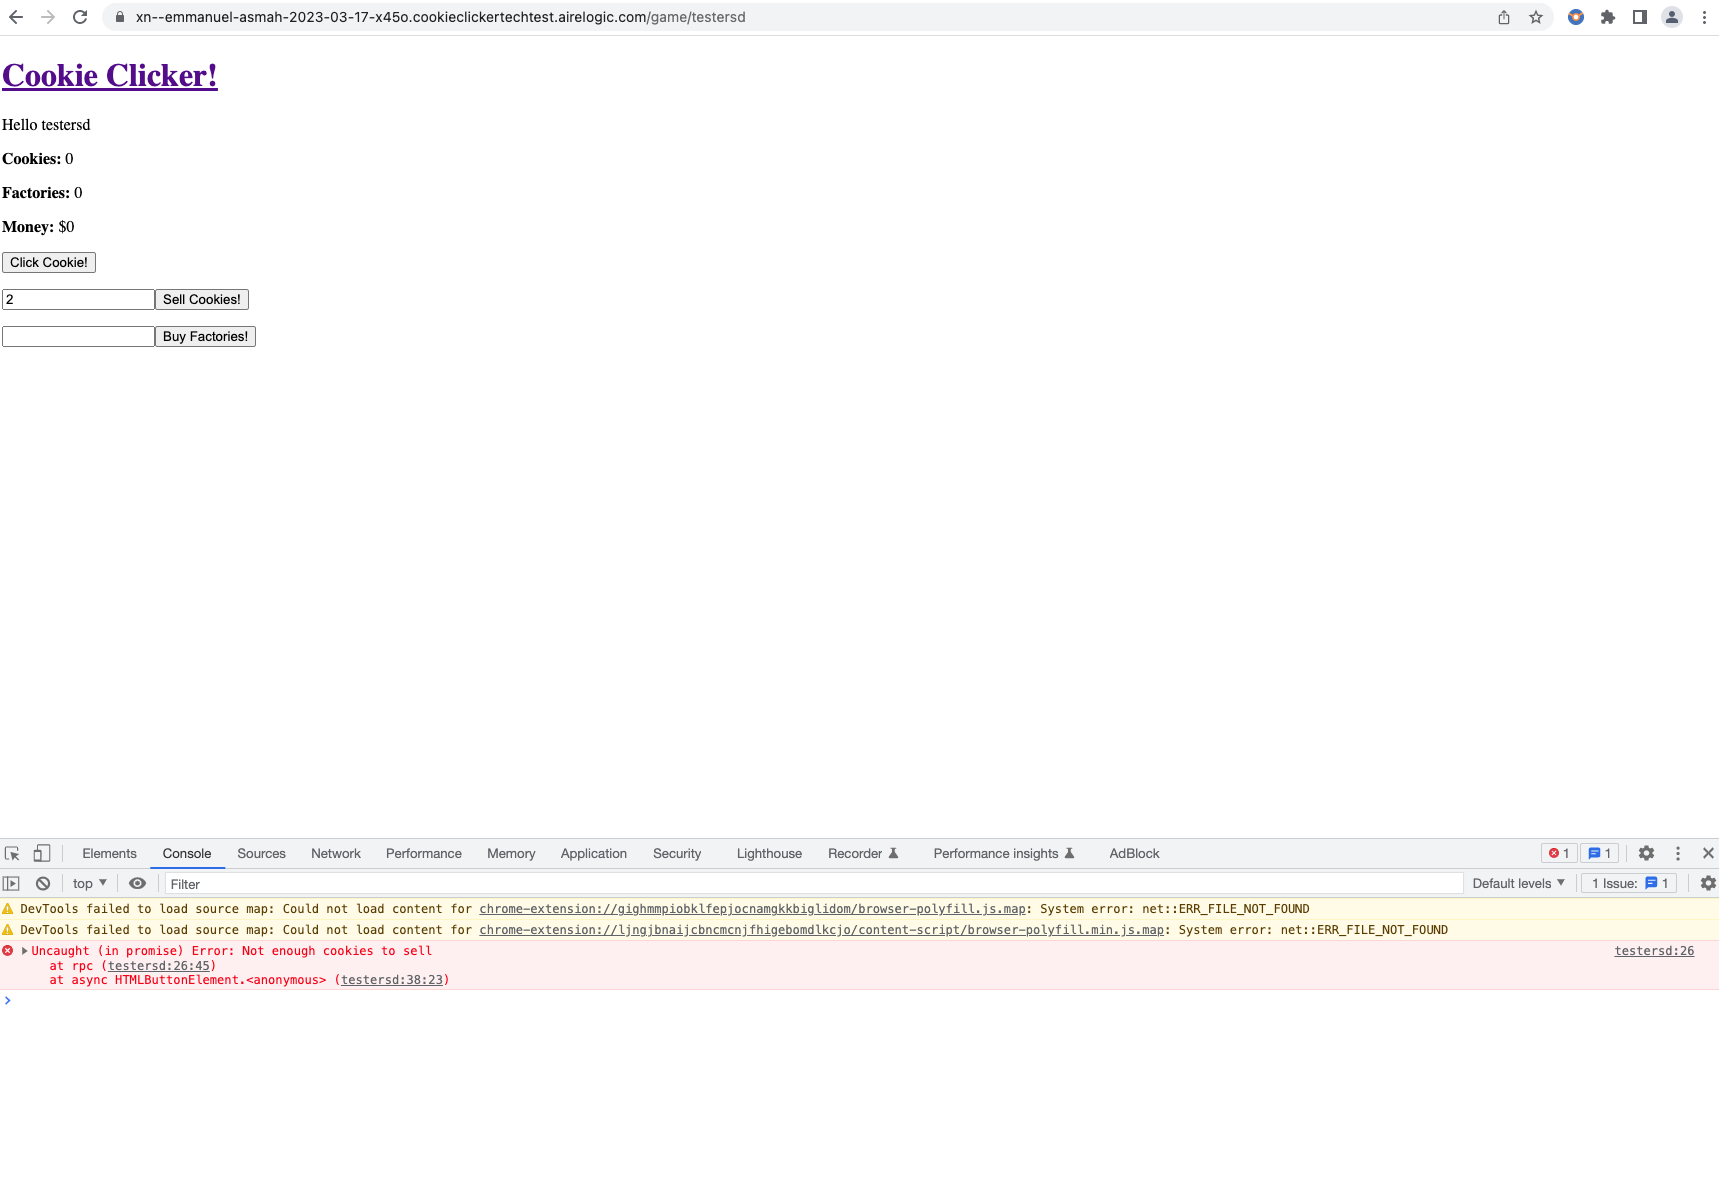 xn--emmanuel-asmah-2023-03-17-x45o.cookieclickertechtest.airelogic.com/game/testersd
Cookie Clicker!
Hello testersd
Cookies: 0
Factories: 0
Money: $0
Click Cookie!
2 Sell Cookies!
Buy Factories!
Elements Console Sources Network Performance Memory Application Security Lighthouse Recorder Performance insights AdBlock 1 1
top Filter Default levels 1 Issue: 1
DevTools failed to load source map: Could not load content for chrome-extension://gighmmpiobklfepjocnamgkkbiglidom/browser-polyfill.js.map: System error: net::ERR_FILE_NOT_FOUND
DevTools failed to load source map: Could not load content for chrome-extension://ljngjbnaijcbncmcnjfhigebomdlkcjo/content-script/browser-polyfill.min.js.map: System error: net::ERR_FILE_NOT_FOUND
Uncaught (in promise) Error: Not enough cookies to sell testersd:26
at rpc (testersd:26:45)
at async HTMLButtonElement.<anonymous> (testersd:38:23)